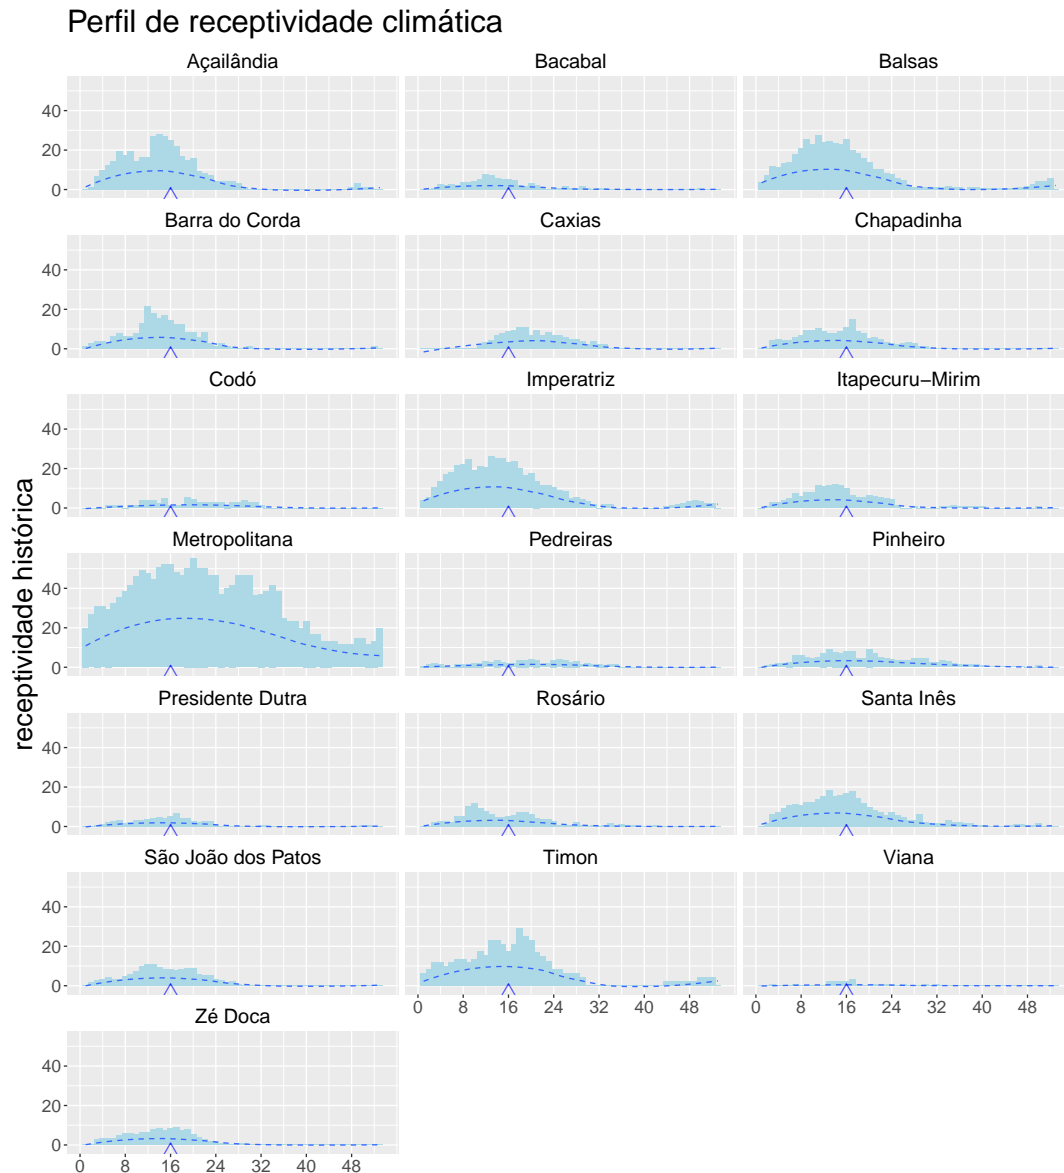 Perfil de receptividade climática
Açailândia Bacabal Balsas
40
20
0
Barra do Corda Caxias Chapadinha
40
20
0
Codó Imperatriz Itapecuru−Mirim
40
20
0
receptividade histórica
Metropolitana Pedreiras Pinheiro
40
20
0
Presidente Dutra Rosário Santa Inês
40
20
0
São João dos Patos Timon Viana
40
20
0
0 8 16 24 32 40 48 0 8 16 24 32 40 48
Zé Doca
40
20
0
0 8 16 24 32 40 48